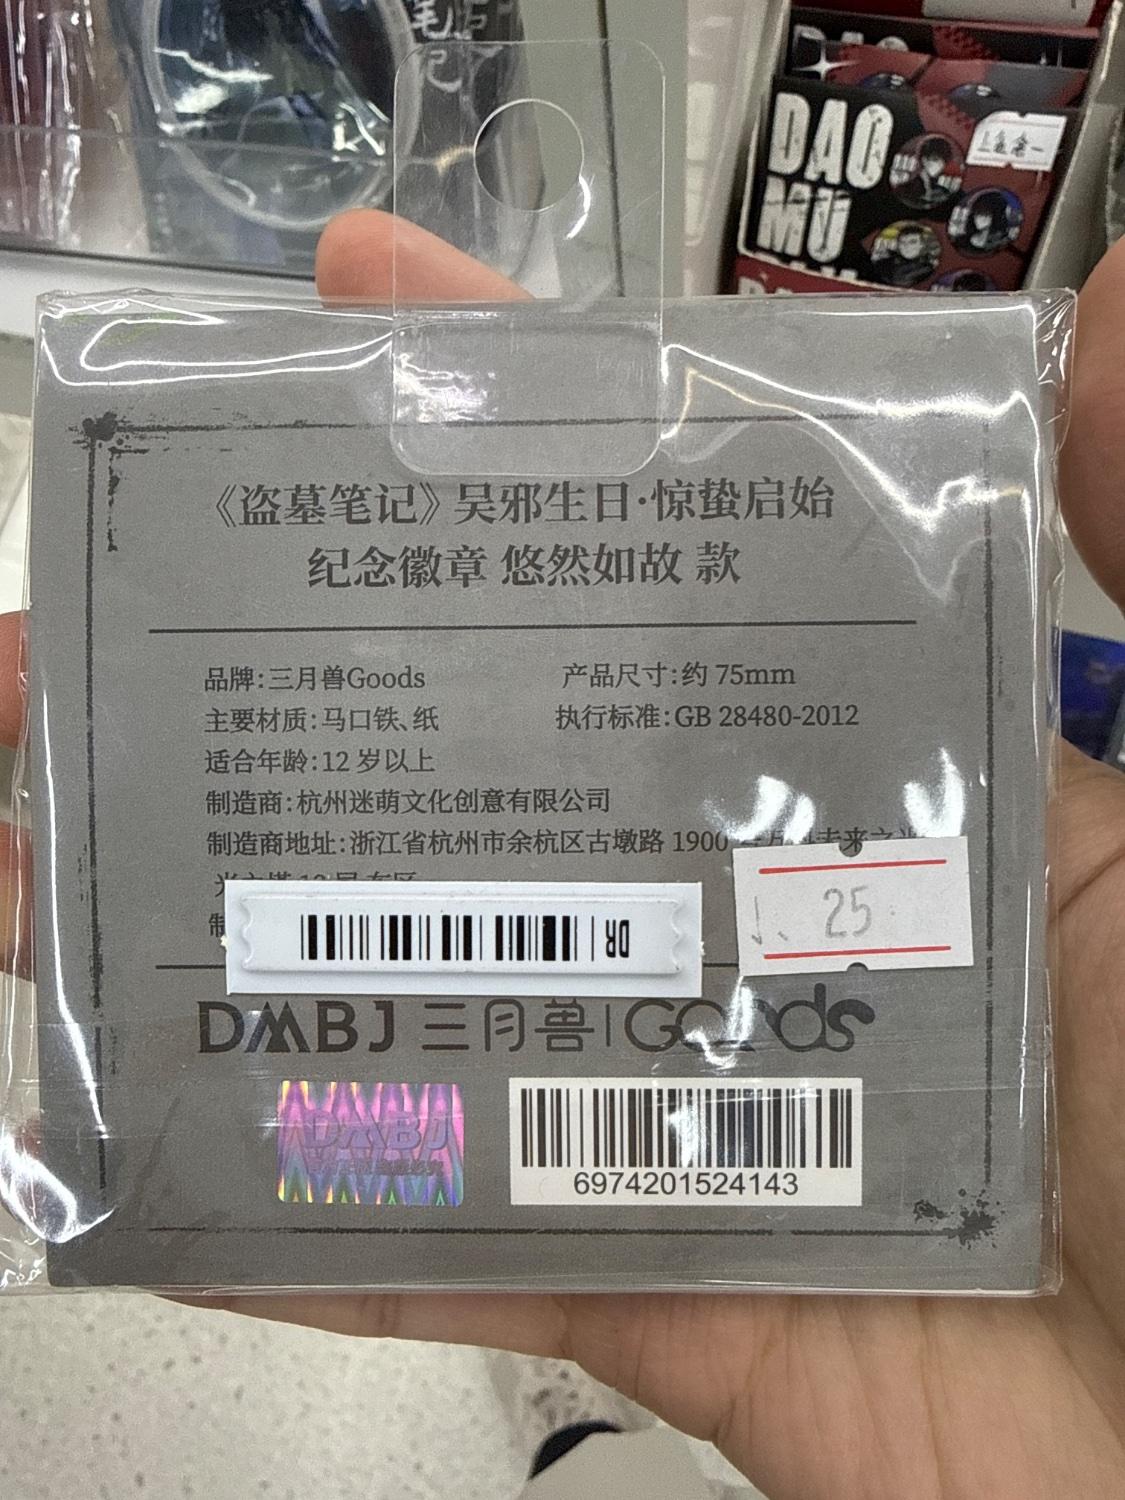 笔记
DAO
MU
《盗墓笔记》吴邪生日·惊蛰启始
纪念徽章 悠然如故 款
品牌:三月兽Goods
产品尺寸:约 75mm
主要材质:马口铁、纸
执行标准:GB 28480-2012
适合年龄:12 岁以上
制造商:杭州迷萌文化创意有限公司
制造商地址:浙江省杭州市余杭区古墩路 1900
制
DR
25
DMBJ 三月兽|Goods
DMBJ
6974201524143